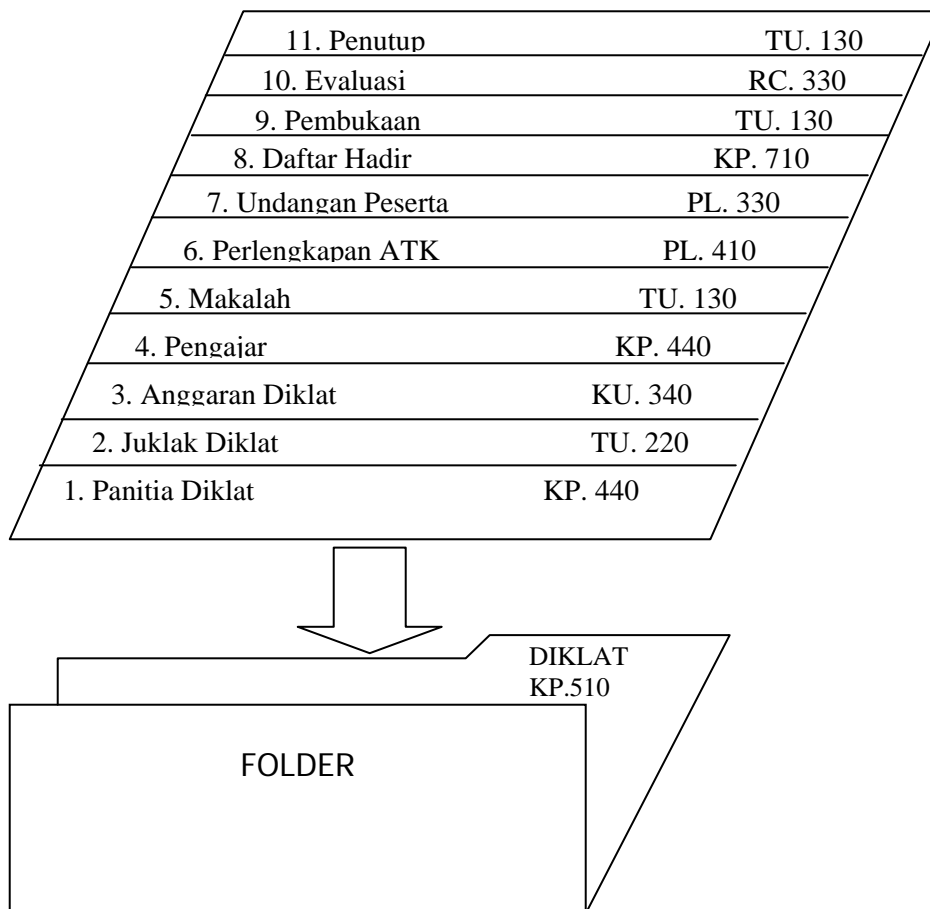 11. Penutup TU. 130
10. Evaluasi RC. 330
9. Pembukaan TU. 130
8. Daftar Hadir KP. 710
7. Undangan Peserta PL. 330
6. Perlengkapan ATK PL. 410
5. Makalah TU. 130
4. Pengajar KP. 440
3. Anggaran Diklat KU. 340
2. Juklak Diklat TU. 220
1. Panitia Diklat KP. 440
DIKLAT
KP.510
FOLDER